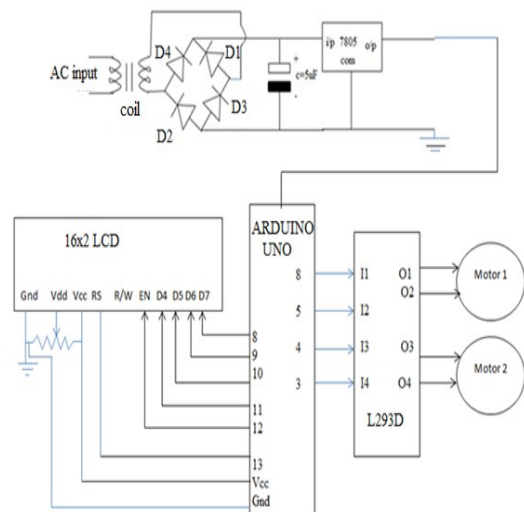 D4 D1
AC input
coil
D2 D3
+
c=5uF
-
i/p 7805 o/p
com
16x2 LCD
Gnd Vdd Vcc RS R/W EN D4 D5 D6 D7
ARDUINO
UNO
8
9
10
11
12
13
Vcc
Gnd
8
5
4
3
I1
I2
I3
I4
O1
O2
O3
O4
L293D
Motor 1
Motor 2